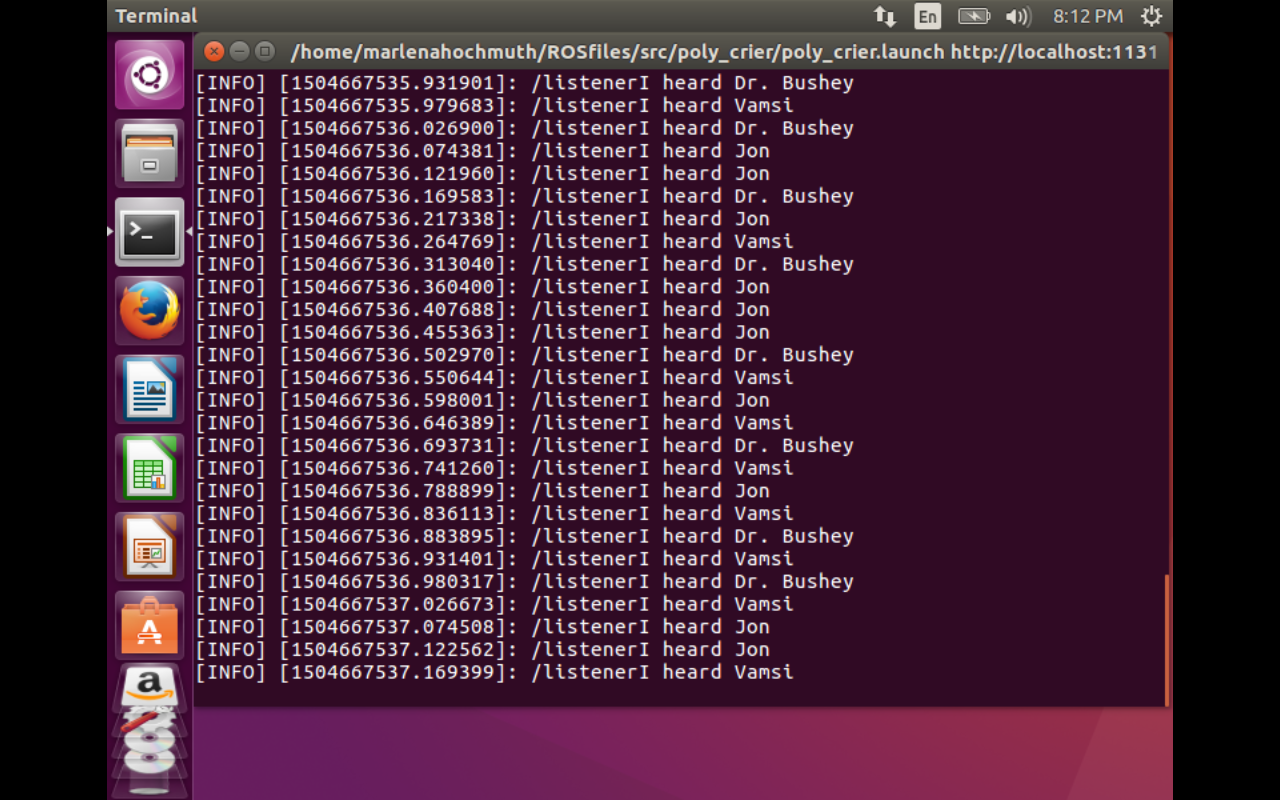 Terminal
En
8:12 PM
/home/marlenahochmuth/ROSfiles/src/poly_crier/poly_crier.launch http://localhost:1131
[INFO] [1504667535.931901]: /listenerI heard Dr. Bushey
[INFO] [1504667535.979683]: /listenerI heard Vamsi
[INFO] [1504667536.026900]: /listenerI heard Dr. Bushey
[INFO] [1504667536.074381]: /listenerI heard Jon
[INFO] [1504667536.121960]: /listenerI heard Jon
[INFO] [1504667536.169583]: /listenerI heard Dr. Bushey
[INFO] [1504667536.217338]: /listenerI heard Jon
[INFO] [1504667536.264769]: /listenerI heard Vamsi
[INFO] [1504667536.313040]: /listenerI heard Dr. Bushey
[INFO] [1504667536.360400]: /listenerI heard Jon
[INFO] [1504667536.407688]: /listenerI heard Jon
[INFO] [1504667536.455363]: /listenerI heard Jon
[INFO] [1504667536.502970]: /listenerI heard Dr. Bushey
[INFO] [1504667536.550644]: /listenerI heard Vamsi
[INFO] [1504667536.598001]: /listenerI heard Jon
[INFO] [1504667536.646389]: /listenerI heard Vamsi
[INFO] [1504667536.693731]: /listenerI heard Dr. Bushey
[INFO] [1504667536.741260]: /listenerI heard Vamsi
[INFO] [1504667536.788899]: /listenerI heard Jon
[INFO] [1504667536.836113]: /listenerI heard Vamsi
[INFO] [1504667536.883895]: /listenerI heard Dr. Bushey
[INFO] [1504667536.931401]: /listenerI heard Vamsi
[INFO] [1504667536.980317]: /listenerI heard Dr. Bushey
[INFO] [1504667537.026673]: /listenerI heard Vamsi
[INFO] [1504667537.074508]: /listenerI heard Jon
[INFO] [1504667537.122562]: /listenerI heard Jon
[INFO] [1504667537.169399]: /listenerI heard Vamsi